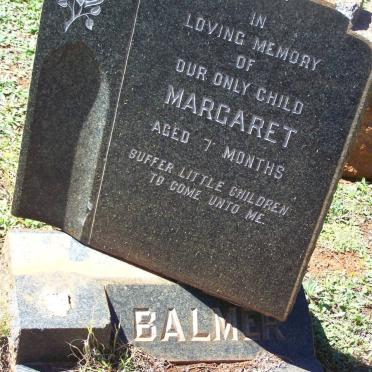 IN
LOVING MEMORY
OF
OUR ONLY CHILD
MARGARET
AGED 7 MONTHS
SUFFER LITTLE CHILDREN
TO COME UNTO ME.
BALMER